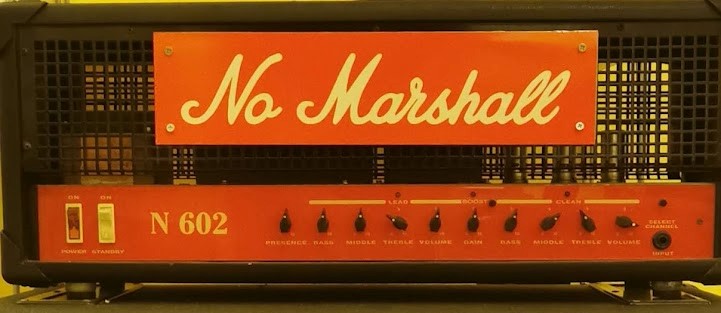 No Marshall
ON ON
LEAD BOOST CLEAN
N 602
PRESENCE BASS MIDDLE TREBLE VOLUME GAIN BASS MIDDLE TREBLE VOLUME
SELECT
CHANNEL
POWER STANDBY
INPUT